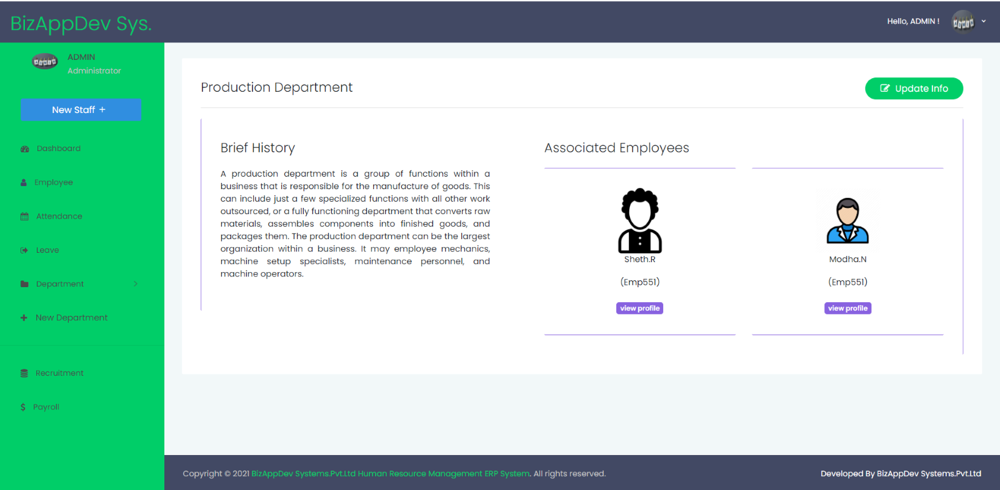 BizAppDev Sys.
Hello, ADMIN !
ADMIN
Administrator
New Staff +
Dashboard
Employee
Attendance
Leave
Department
New Department
Recruitment
Payroll
Production Department
Update Info
Brief History
A production department is a group of functions within a
business that is responsible for the manufacture of goods. This
can include just a few specialized functions with all other work
outsourced, or a fully functioning department that converts raw
materials, assembles components into finished goods, and
packages them. The production department can be the largest
organization within a business. It may employee mechanics,
machine setup specialists, maintenance personnel, and
machine operators.
Associated Employees
Sheth.R
(Emp551)
view profile
Modha.N
(Emp551)
view profile
Copyright © 2021 BizAppDev Systems.Pvt.Ltd Human Resource Management ERP System. All rights reserved.
Developed By BizAppDev Systems.Pvt.Ltd